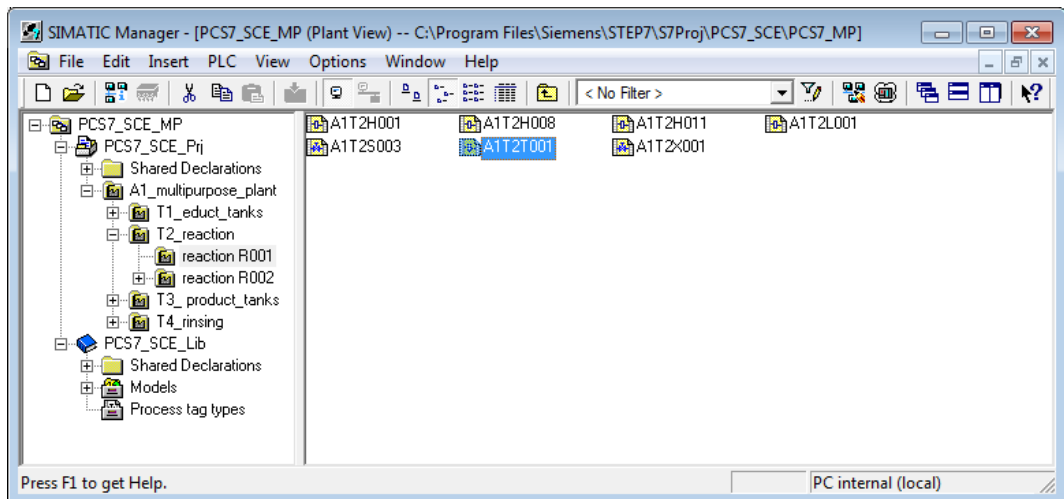 SIMATIC Manager - [PCS7_SCE_MP (Plant View) -- C:\Program Files\Siemens\STEP7\S7Proj\PCS7_SCE\PCS7_MP]
File Edit Insert PLC View Options Window Help
< No Filter >
PCS7_SCE_MP
PCS7_SCE_Prj
Shared Declarations
A1_multipurpose_plant
T1_educt_tanks
T2_reaction
reaction R001
reaction R002
T3_ product_tanks
T4_rinsing
PCS7_SCE_Lib
Shared Declarations
Models
Process tag types
A1T2H001 A1T2H008 A1T2H011 A1T2L001
A1T2S003 A1T2T001 A1T2X001
Press F1 to get Help. PC internal (local)